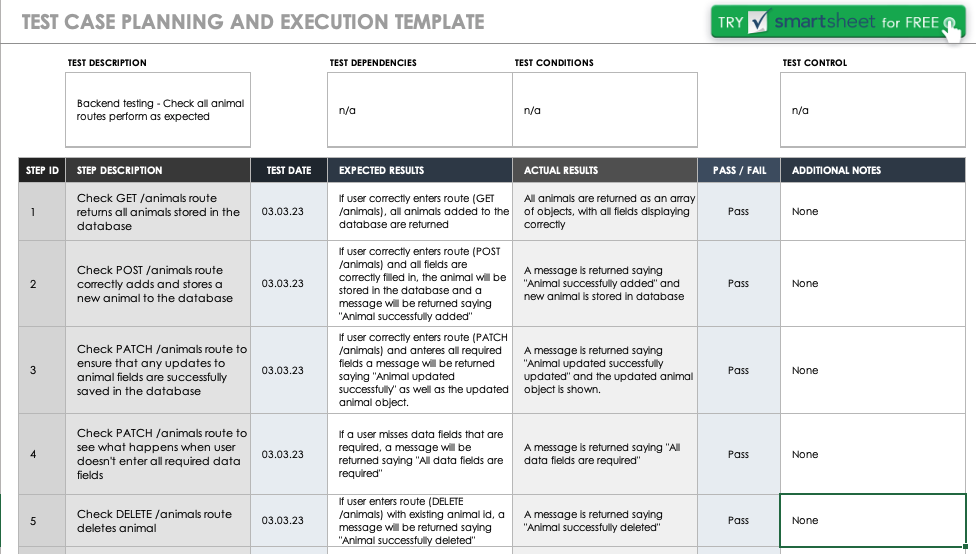 TEST CASE PLANNING AND EXECUTION TEMPLATE
TRY smartsheet for FREE
TEST DESCRIPTION
TEST DEPENDENCIES
TEST CONDITIONS
TEST CONTROL
Backend testing - Check all animal
routes perform as expected
n/a
n/a
n/a
STEP ID
STEP DESCRIPTION
TEST DATE
EXPECTED RESULTS
ACTUAL RESULTS
PASS / FAIL
ADDITIONAL NOTES
1
Check GET /animals route
returns all animals stored in the
database
03.03.23
If user correctly enters route (GET
/animals), all animals added to the
database are returned
All animals are returned as an array
of objects, with all fields displaying
correctly
Pass
None
2
Check POST /animals route
correctly adds and stores a
new animal to the database
03.03.23
If user correctly enters route (POST
/animals) and all fields are
correctly filled in, the animal will be
stored in the database and a
message will be returned saying
"Animal successfully added"
A message is returned saying
"Animal successfully added" and
new animal is stored in database
Pass
None
3
Check PATCH /animals route to
ensure that any updates to
animal fields are successfully
saved in the database
03.03.23
If user correctly enters route (PATCH
/animals) and anteres all required
fields a message will be returned
saying "Animal updated
successfully" as well as the updated
animal object.
A message is returned saying
"Animal updated successfully
updated" and the updated animal
object is shown.
Pass
None
4
Check PATCH /animals route to
see what happens when user
doesn't enter all required data
fields
03.03.23
If a user misses data fields that are
required, a message will be
returned saying "All data fields are
required"
A message is returned saying "All
data fields are required"
Pass
None
5
Check DELETE /animals route
deletes animal
03.03.23
If user enters route (DELETE
/animals) with existing animal id, a
message will be returned saying
"Animal successfully deleted"
A message is returned saying
"Animal successfully deleted"
Pass
None